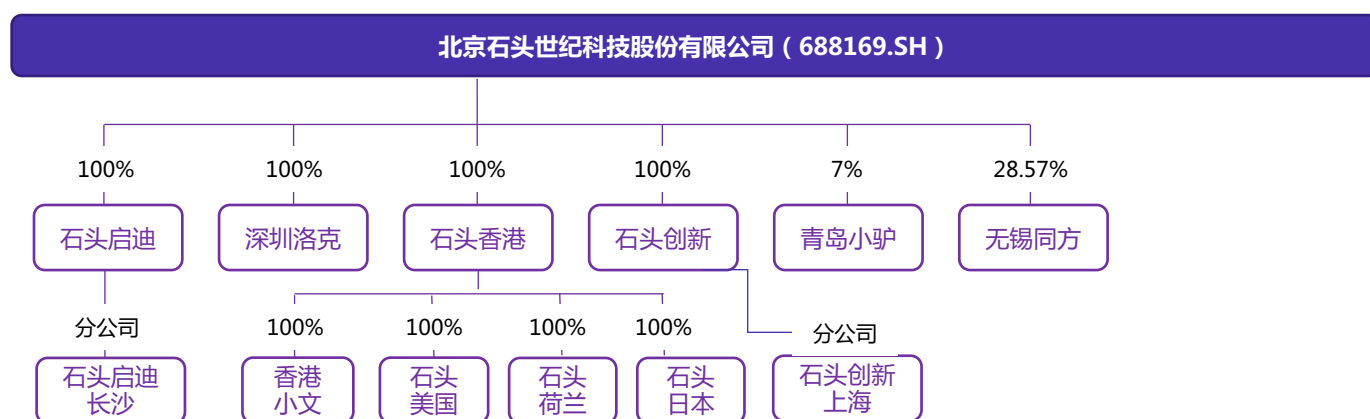 北京石头世纪科技股份有限公司（688169.SH）
100%
100%
100%
100%
7%
28.57%
石头启迪
深圳洛克
石头香港
石头创新
青岛小驴
无锡同方
分公司
100%
100%
100%
100%
分公司
石头启迪
长沙
香港
小文
石头
美国
石头
荷兰
石头
日本
石头创新
上海